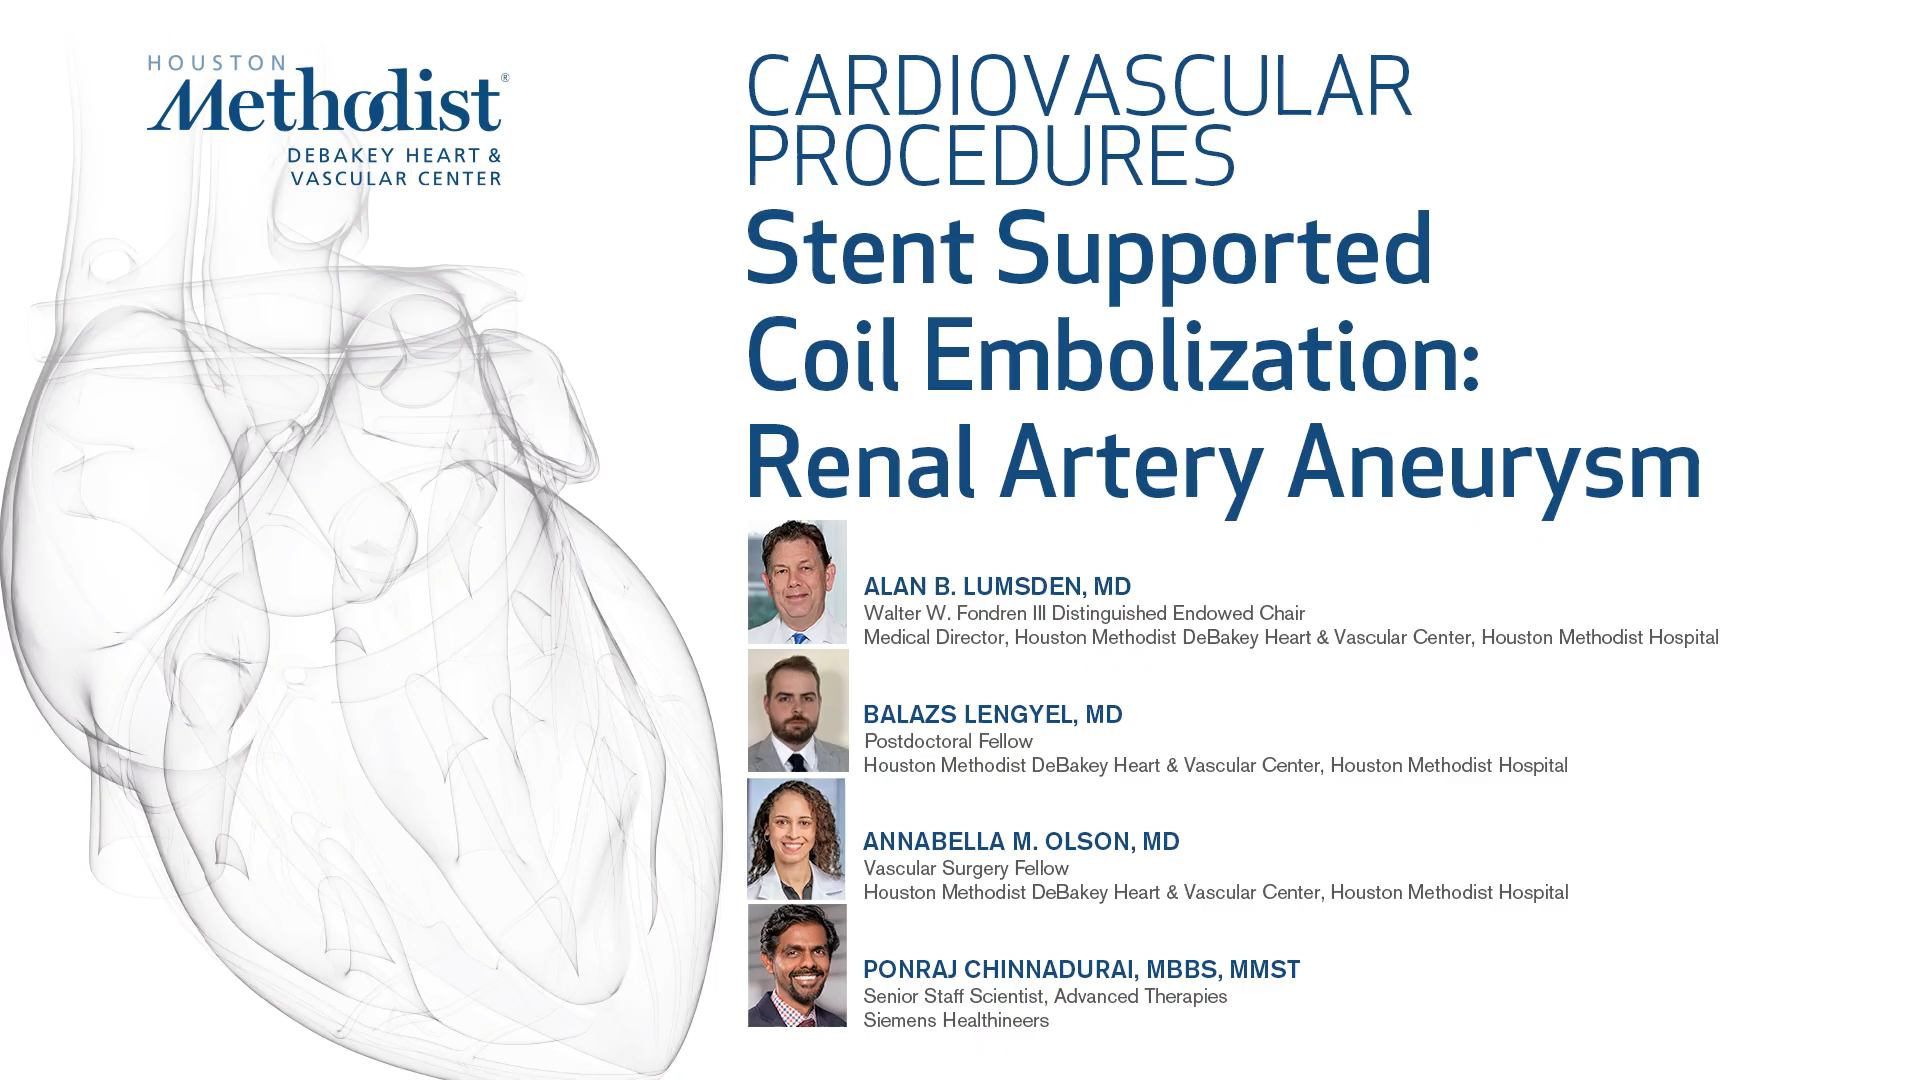 HOUSTON
Methodist®
DEBAKEY HEART &
VASCULAR CENTER
CARDIOVASCULAR
PROCEDURES
Stent Supported
Coil Embolization:
Renal Artery Aneurysm
ALAN B. LUMSDEN, MD
Walter W. Fondren III Distinguished Endowed Chair
Medical Director, Houston Methodist DeBakey Heart & Vascular Center, Houston Methodist Hospital
BALAZS LENGYEL, MD
Postdoctoral Fellow
Houston Methodist DeBakey Heart & Vascular Center, Houston Methodist Hospital
ANNABELLA M. OLSON, MD
Vascular Surgery Fellow
Houston Methodist DeBakey Heart & Vascular Center, Houston Methodist Hospital
PONRAJ CHINNADURAI, MBBS, MMST
Senior Staff Scientist, Advanced Therapies
Siemens Healthineers